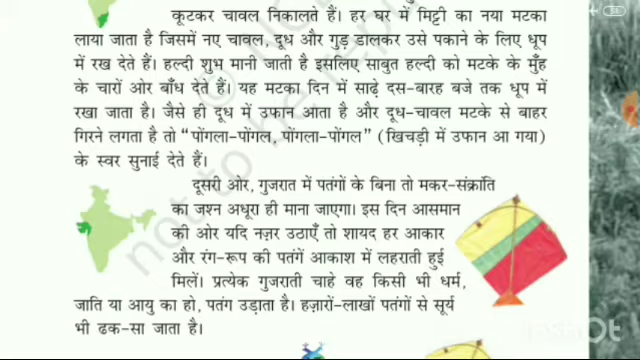 कूटकर चावल निकालते हैं। हर घर में मिट्टी का नया मटका
लाया जाता है जिसमें नए चावल, दूध और गुड़ डालकर उसे पकाने के लिए धूप
में रख देते हैं। हल्दी शुभ मानी जाती है इसलिए साबुत हल्दी को मटके के मुँह
के चारों ओर बाँध देते हैं। यह मटका दिन में साढ़े दस-बारह बजे तक धूप में
रखा जाता है। जैसे ही दूध में उफान आता है और दूध-चावल मटके से बाहर
गिरने लगता है तो “पोंगला-पोंगल, पोंगला-पोंगल” (खिचड़ी में उफान आ गया)
के स्वर सुनाई देते हैं।
दूसरी ओर, गुजरात में पतंगों के बिना तो मकर-संक्रांति
का जश्न अधूरा ही माना जाएगा। इस दिन आसमान
की ओर यदि नज़र उठाएँ तो शायद हर आकार
और रंग-रूप की पतंगें आकाश में लहराती हुई
मिलें। प्रत्येक गुजराती चाहे वह किसी भी धर्म,
जाति या आयु का हो, पतंग उड़ाता है। हज़ारों-लाखों पतंगों से सूर्य
भी ढक-सा जाता है।